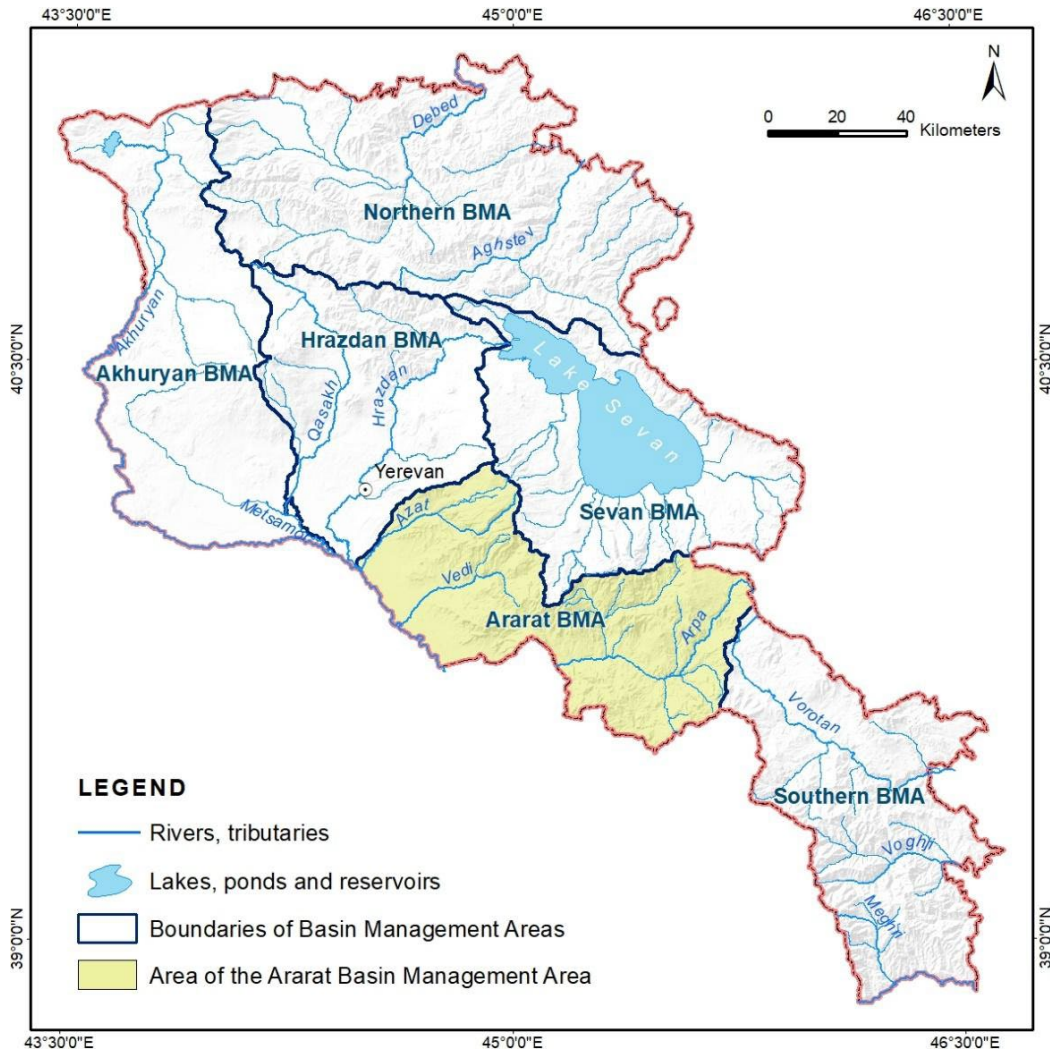 43°30'0"E
45°0'0"E
46°30'0"E
N
0 20 40 Kilometers
Debed
Northern BMA
Aghstev
Akhuryan
Hrazdan BMA
40°30'0"N
40°30'0"N
Lake Sevan
Akhuryan BMA
Qasakh
Hrazdan
Yerevan
Metsamor
Azat
Sevan BMA
Vedi
Ararat BMA
Arpa
Vorotan
Southern BMA
Voghji
Meghri
LEGEND
Rivers, tributaries
Lakes, ponds and reservoirs
Boundaries of Basin Management Areas
Area of the Ararat Basin Management Area
39°0'0"N
39°0'0"N
43°30'0"E
45°0'0"E
46°30'0"E